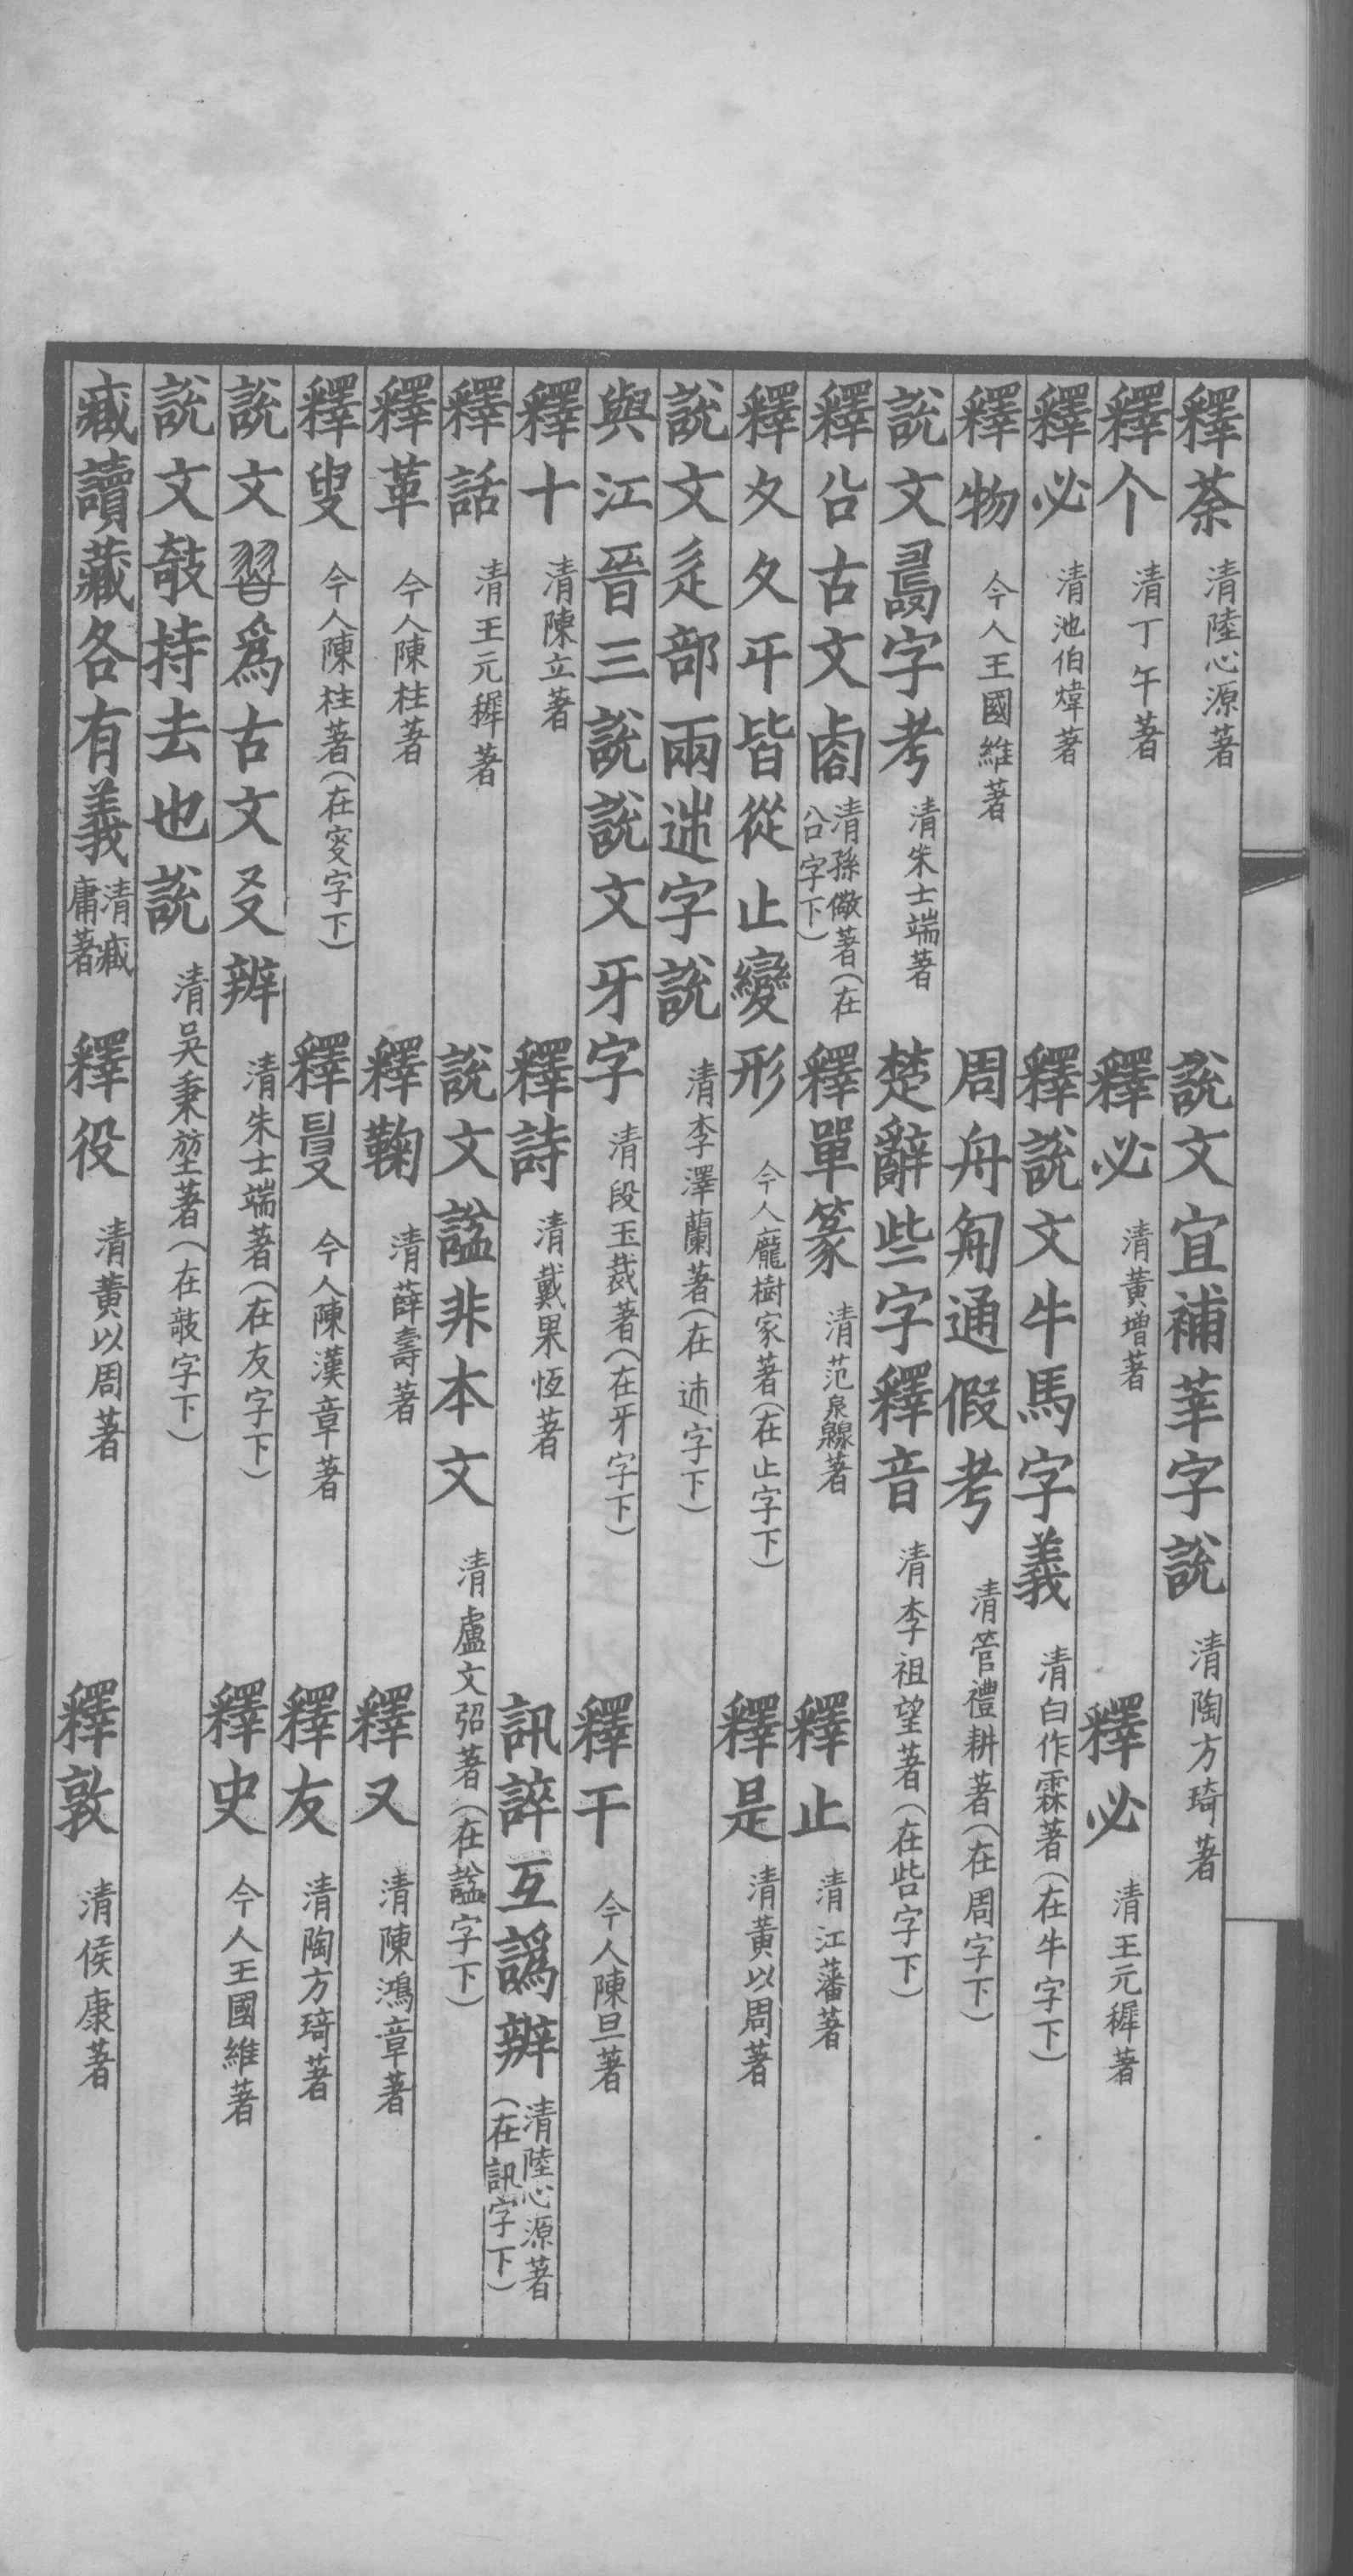 釋荼 清陸心源著 說文宜補莘字說 清陶方琦著
釋个 清丁午著 釋必 清黃增著 釋必 清王元穉著
釋必 清池伯煒著 釋說文牛馬字義 清白作霖著(在牛字下)
釋物 今人王國維著 周舟匊通假考 清管禮耕著(在周字下)
說文字考 清朱士端著 楚辭些字釋音 清李祖望著(在呰字下)
釋㕣古文𠧭 清孫儆著(在㕣字下) 釋單篆 清范泉著 釋止 清江藩著
釋夊夂久㐄皆從止變形 今人龐樹家著(在止字下) 釋是 清黃以周著
說文辵部兩迣字說 清李澤蘭著(在迣字下)
與江晉三說說文牙字 清段玉裁著(在牙字下) 釋干 今人陳旦著
釋十 清陳立著 釋詩 清戴果恆著 訊誶互譌辨 清陸心源著(在訊字下)
釋話 清王元穉著 說文諡非本文 清盧文弨著(在諡字下)
釋革 今人陳柱著 釋鞠 清薛壽著 釋又 清陳鴻章著
釋叟 今人陳柱著(在叜字下) 釋 今人陳漢章著 釋友 清陶方琦著
說文爲古文㕛辨 清朱士端著(在友字下) 釋史 今人王國維著
說文㩻持去也說 清吳秉堃著(在㩻字下)
臧讀藏各有義 清臧庸著 釋役 清黃以周著 釋敦 清侯康著